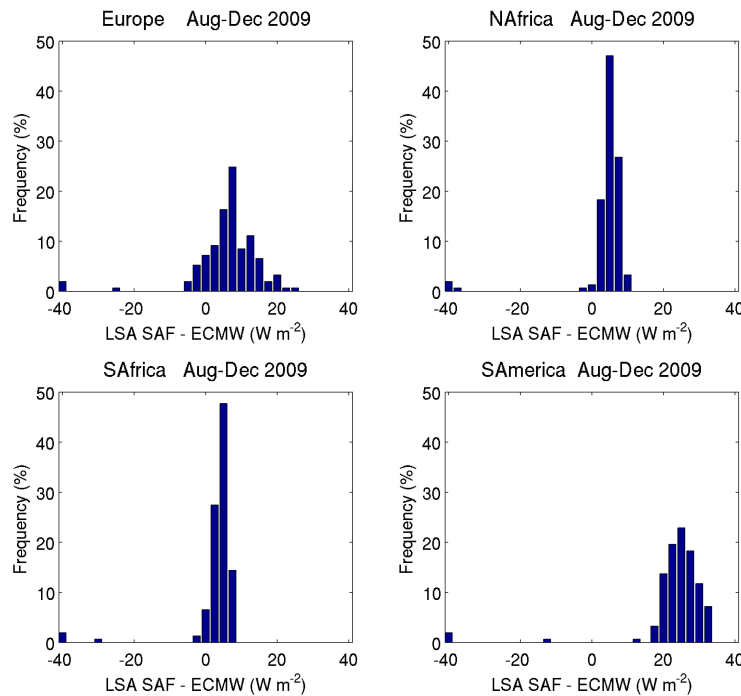 Europe Aug-Dec 2009
50
40
30
20
10
0
Frequency (%)
-40 -20 0 20 40
LSA SAF - ECMW (W m-2)
NAfrica Aug-Dec 2009
50
40
30
20
10
0
Frequency (%)
-40 -20 0 20 40
LSA SAF - ECMW (W m-2)
SAfrica Aug-Dec 2009
50
40
30
20
10
0
Frequency (%)
-40 -20 0 20 40
LSA SAF - ECMW (W m-2)
SAmerica Aug-Dec 2009
50
40
30
20
10
0
Frequency (%)
-40 -20 0 20 40
LSA SAF - ECMW (W m-2)